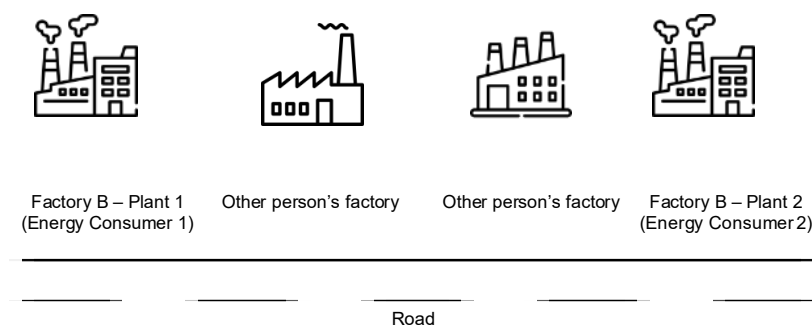 Factory B – Plant 1
(Energy Consumer 1)
Other person's factory
Other person's factory
Factory B – Plant 2
(Energy Consumer 2)
Road